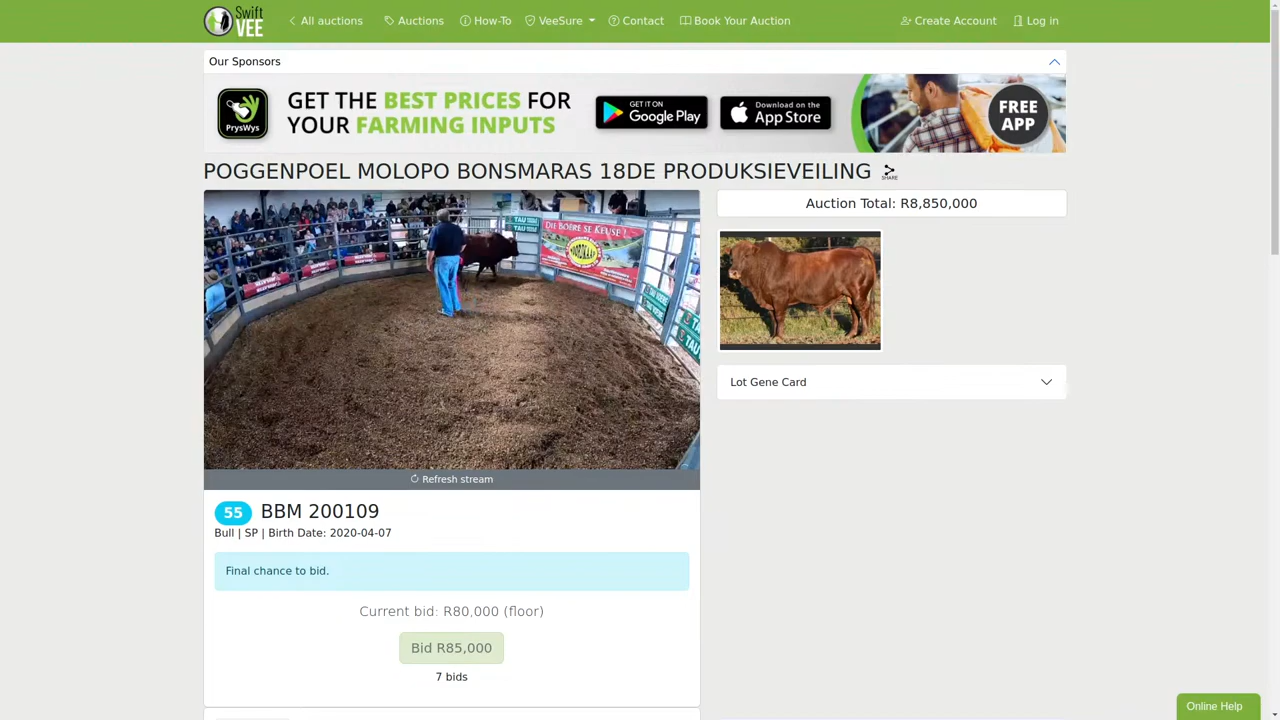 Swift
VEE
All auctions
Auctions
How-To
VeeSure
Contact
Book Your Auction
Create Account
Log in
Our Sponsors
PrysWys
GET THE BEST PRICES FOR
YOUR FARMING INPUTS
GET IT ON
Google Play
Download on the
App Store
FREE
APP
POGGENPOEL MOLOPO BONSMARAS 18DE PRODUKSIEVEILING
SHARE
Auction Total: R8,850,000
DIE BOERE SE KEUSE !
VOERMAX
Refresh stream
Lot Gene Card
55 BBM 200109
Bull | SP | Birth Date: 2020-04-07
Final chance to bid.
Current bid: R80,000 (floor)
Bid R85,000
7 bids
Online Help